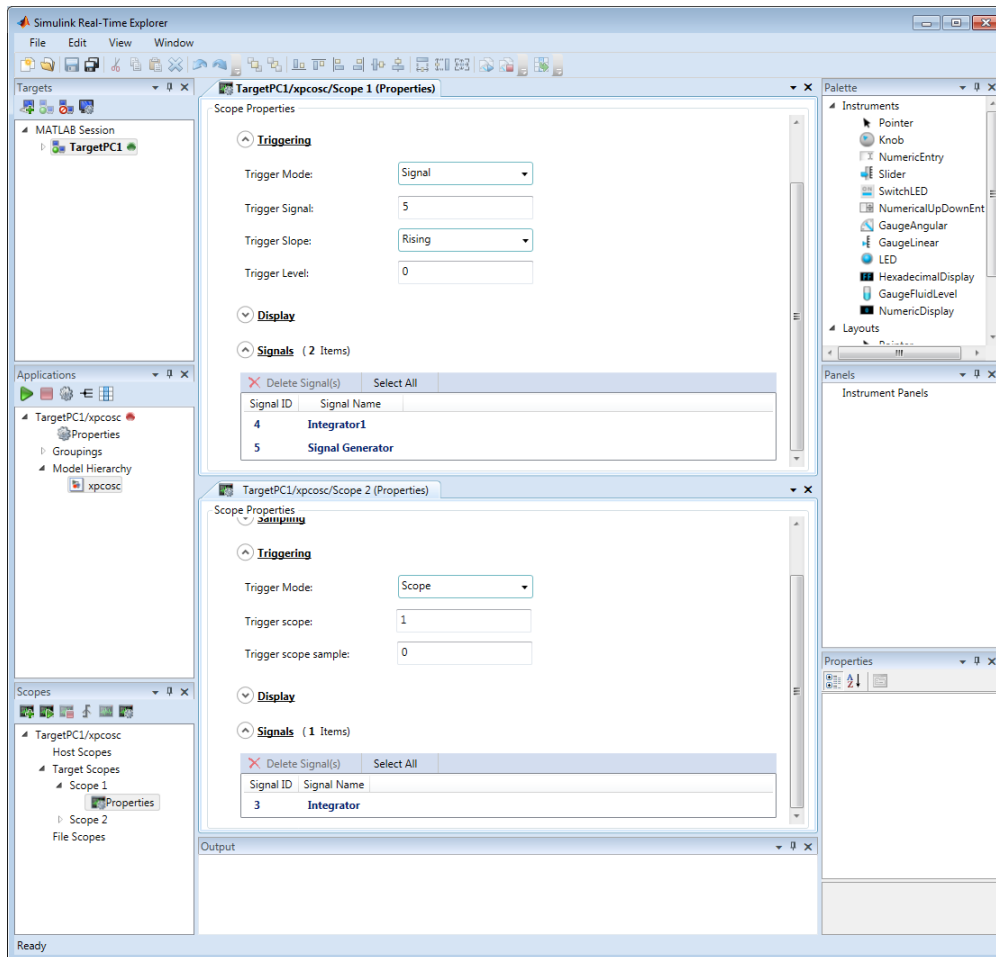 Simulink Real-Time Explorer
File Edit View Window
Targets
MATLAB Session
TargetPC1
Applications
TargetPC1/xpcosc
Properties
Groupings
Model Hierarchy
xpcosc
Scopes
TargetPC1/xpcosc
Host Scopes
Target Scopes
Scope 1
Properties
Scope 2
File Scopes
TargetPC1/xpcosc/Scope 1 (Properties)
Scope Properties
Triggering
Trigger Mode: Signal
Trigger Signal: 5
Trigger Slope: Rising
Trigger Level: 0
Display
Signals ( 2 Items)
Delete Signal(s) Select All
Signal ID Signal Name
4 Integrator1
5 Signal Generator
TargetPC1/xpcosc/Scope 2 (Properties)
Scope Properties
Sampling
Triggering
Trigger Mode: Scope
Trigger scope: 1
Trigger scope sample: 0
Display
Signals ( 1 Items)
Delete Signal(s) Select All
Signal ID Signal Name
3 Integrator
Output
Palette
Instruments
Pointer
Knob
NumericEntry
Slider
SwitchLED
NumericalUpDownEnt
GaugeAngular
GaugeLinear
LED
HexadecimalDisplay
GaugeFluidLevel
NumericDisplay
Layouts
Panels
Instrument Panels
Properties
Ready